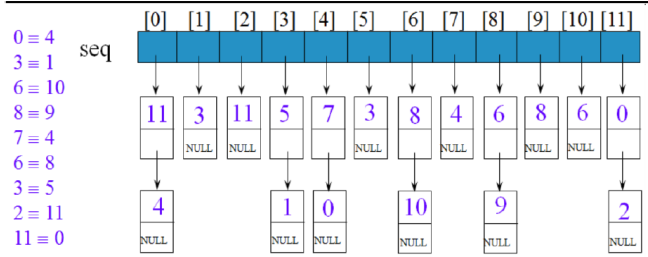 [0] [1] [2] [3] [4] [5] [6] [7] [8] [9] [10] [11]
seq
0 ≡ 4
3 ≡ 1
6 ≡ 10
8 ≡ 9
7 ≡ 4
6 ≡ 8
3 ≡ 5
2 ≡ 11
11 ≡ 0
11 3 11 5 7 3 8 4 6 8 6 0
NULL NULL NULL NULL NULL NULL
4 1 0 10 9 2
NULL NULL NULL NULL NULL NULL